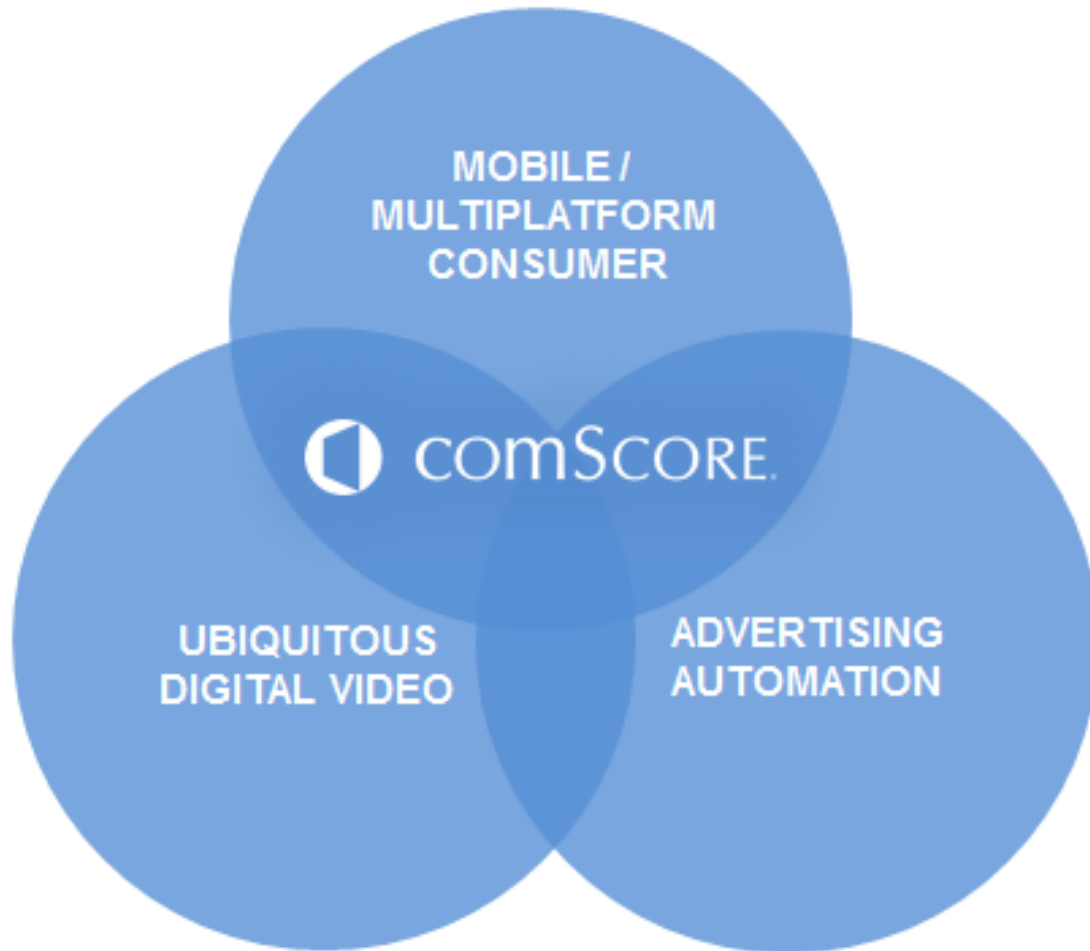 MOBILE /
MULTIPLATFORM
CONSUMER
comScore.
UBIQUITOUS
DIGITAL VIDEO
ADVERTISING
AUTOMATION